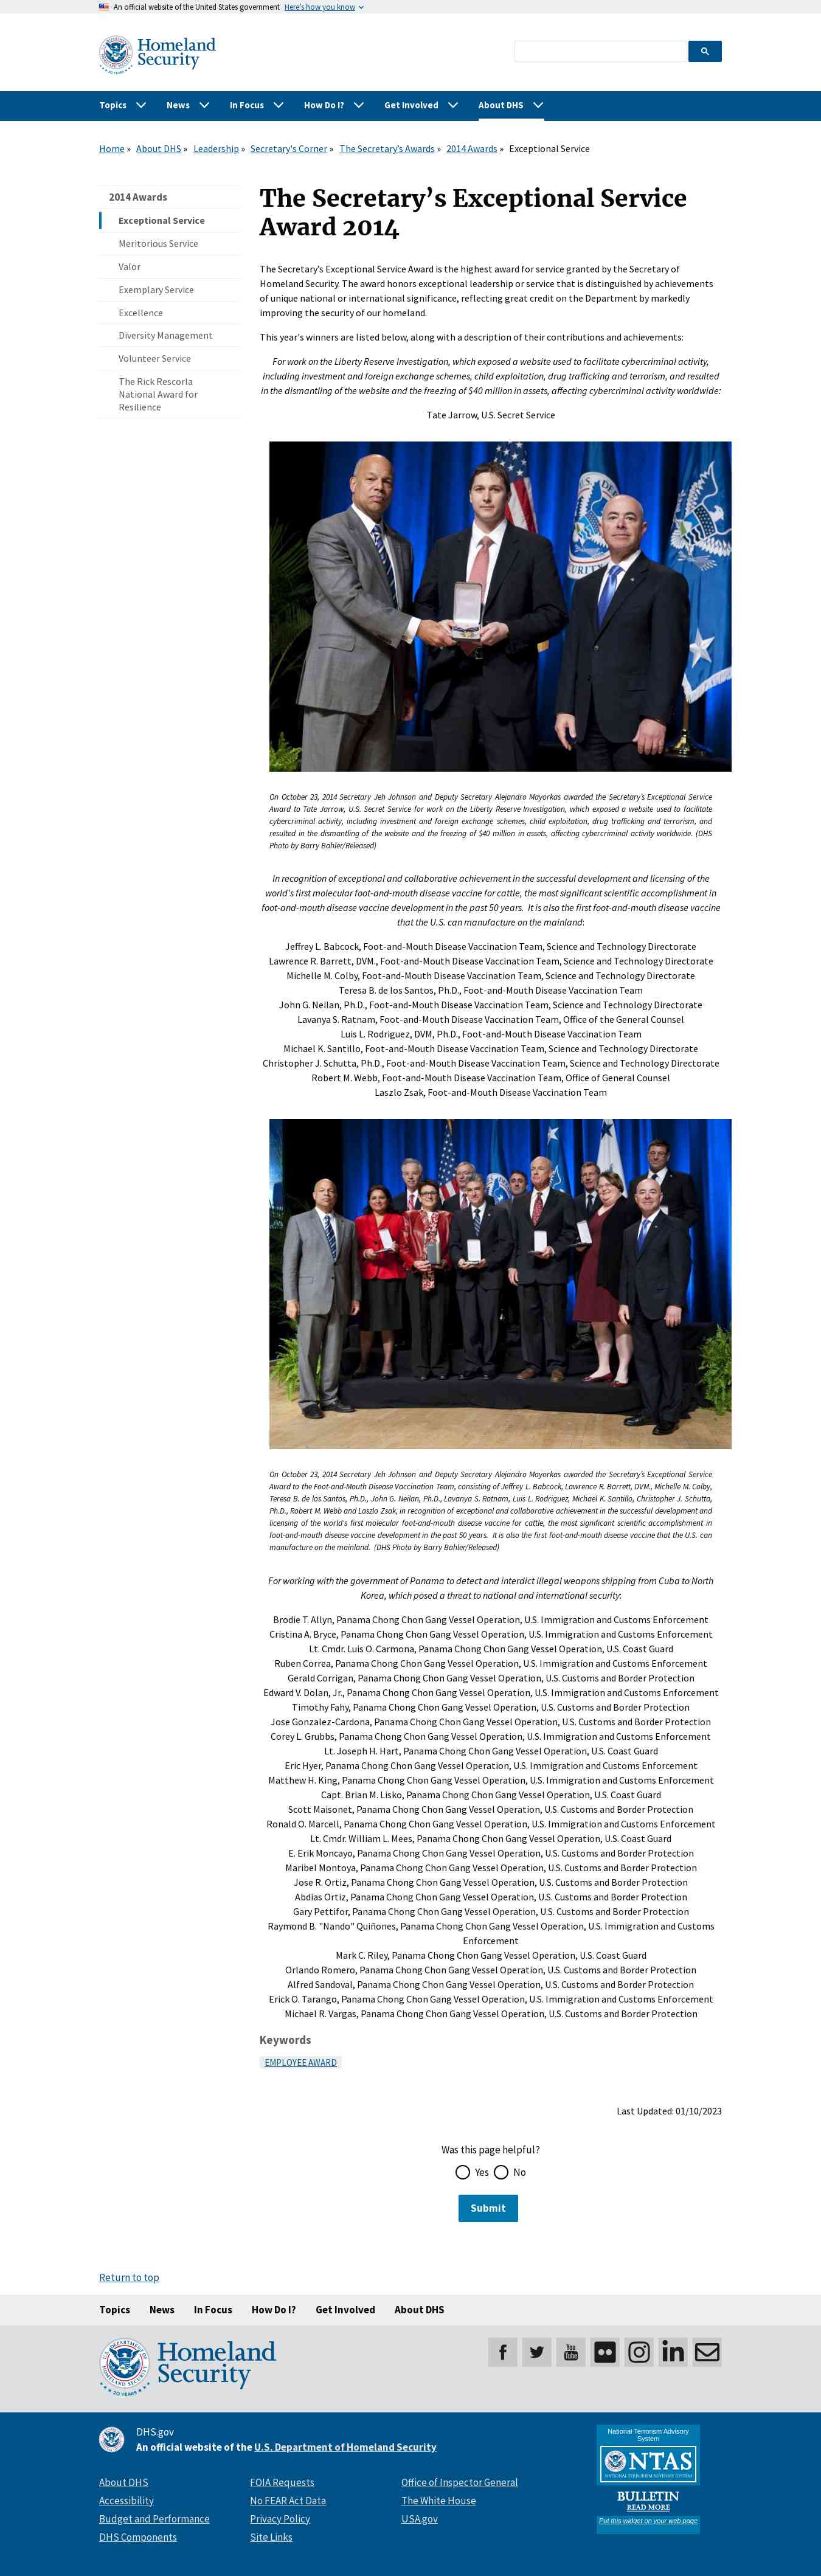 An official website of the United States government Here's how you know
Homeland
Security
Topics News In Focus How Do I? Get Involved About DHS
Home » About DHS » Leadership » Secretary's Corner » The Secretary's Awards » 2014 Awards » Exceptional Service
2014 Awards
Exceptional Service
Meritorious Service
Valor
Exemplary Service
Excellence
Diversity Management
Volunteer Service
The Rick Rescorla
National Award for
Resilience
The Secretary's Exceptional Service
Award 2014
The Secretary's Exceptional Service Award is the highest award for service granted by the Secretary of
Homeland Security. The award honors exceptional leadership or service that is distinguished by achievements
of unique national or international significance, reflecting great credit on the Department by markedly
improving the security of our homeland.
This year's winners are listed below, along with a description of their contributions and achievements:
For work on the Liberty Reserve Investigation, which exposed a website used to facilitate cybercriminal activity,
including investment and foreign exchange schemes, child exploitation, drug trafficking and terrorism, and resulted
in the dismantling of the website and the freezing of $40 million in assets, affecting cybercriminal activity worldwide:
Tate Jarrow, U.S. Secret Service
On October 23, 2014 Secretary Jeh Johnson and Deputy Secretary Alejandro Mayorkas awarded the Secretary's Exceptional Service
Award to Tate Jarrow, U.S. Secret Service for work on the Liberty Reserve Investigation, which exposed a website used to facilitate
cybercriminal activity, including investment and foreign exchange schemes, child exploitation, drug trafficking and terrorism, and
resulted in the dismantling of the website and the freezing of $40 million in assets, affecting cybercriminal activity worldwide. (DHS
Photo by Barry Bahler/Released)
In recognition of exceptional and collaborative achievement in the successful development and licensing of the
world's first molecular foot-and-mouth disease vaccine for cattle, the most significant scientific accomplishment in
foot-and-mouth disease vaccine development in the past 50 years. It is also the first foot-and-mouth disease vaccine
that the U.S. can manufacture on the mainland:
Jeffrey L. Babcock, Foot-and-Mouth Disease Vaccination Team, Science and Technology Directorate
Lawrence R. Barrett, DVM., Foot-and-Mouth Disease Vaccination Team, Science and Technology Directorate
Michelle M. Colby, Foot-and-Mouth Disease Vaccination Team, Science and Technology Directorate
Teresa B. de los Santos, Ph.D., Foot-and-Mouth Disease Vaccination Team
John G. Neilan, Ph.D., Foot-and-Mouth Disease Vaccination Team, Science and Technology Directorate
Lavanya S. Ratnam, Foot-and-Mouth Disease Vaccination Team, Office of the General Counsel
Luis L. Rodriguez, DVM, Ph.D., Foot-and-Mouth Disease Vaccination Team
Michael K. Santillo, Foot-and-Mouth Disease Vaccination Team, Science and Technology Directorate
Christopher J. Schutta, Ph.D., Foot-and-Mouth Disease Vaccination Team, Science and Technology Directorate
Robert M. Webb, Foot-and-Mouth Disease Vaccination Team, Office of General Counsel
Laszlo Zsak, Foot-and-Mouth Disease Vaccination Team
On October 23, 2014 Secretary Jeh Johnson and Deputy Secretary Alejandro Mayorkas awarded the Secretary's Exceptional Service
Award to the Foot-and-Mouth Disease Vaccination Team, consisting of Jeffrey L. Babcock, Lawrence R. Barrett, DVM., Michelle M. Colby,
Teresa B. de los Santos, Ph.D., John G. Neilan, Ph.D., Lavanya S. Ratnam, Luis L. Rodriguez, Michael K. Santillo, Christopher J. Schutta,
Ph.D., Robert M. Webb and Laszlo Zsak, in recognition of exceptional and collaborative achievement in the successful development and
licensing of the world's first molecular foot-and-mouth disease vaccine for cattle, the most significant scientific accomplishment in
foot-and-mouth disease vaccine development in the past 50 years. It is also the first foot-and-mouth disease vaccine that the U.S. can
manufacture on the mainland. (DHS Photo by Barry Bahler/Released)
For working with the government of Panama to detect and interdict illegal weapons shipping from Cuba to North
Korea, which posed a threat to national and international security:
Brodie T. Allyn, Panama Chong Chon Gang Vessel Operation, U.S. Immigration and Customs Enforcement
Cristina A. Bryce, Panama Chong Chon Gang Vessel Operation, U.S. Immigration and Customs Enforcement
Lt. Cmdr. Luis O. Carmona, Panama Chong Chon Gang Vessel Operation, U.S. Coast Guard
Ruben Correa, Panama Chong Chon Gang Vessel Operation, U.S. Immigration and Customs Enforcement
Gerald Corrigan, Panama Chong Chon Gang Vessel Operation, U.S. Customs and Border Protection
Edward V. Dolan, Jr., Panama Chong Chon Gang Vessel Operation, U.S. Immigration and Customs Enforcement
Timothy Fahy, Panama Chong Chon Gang Vessel Operation, U.S. Customs and Border Protection
Jose Gonzalez-Cardona, Panama Chong Chon Gang Vessel Operation, U.S. Customs and Border Protection
Corey L. Grubbs, Panama Chong Chon Gang Vessel Operation, U.S. Immigration and Customs Enforcement
Lt. Joseph H. Hart, Panama Chong Chon Gang Vessel Operation, U.S. Coast Guard
Eric Hyer, Panama Chong Chon Gang Vessel Operation, U.S. Immigration and Customs Enforcement
Matthew H. King, Panama Chong Chon Gang Vessel Operation, U.S. Immigration and Customs Enforcement
Capt. Brian M. Lisko, Panama Chong Chon Gang Vessel Operation, U.S. Coast Guard
Scott Maisonet, Panama Chong Chon Gang Vessel Operation, U.S. Customs and Border Protection
Ronald O. Marcell, Panama Chong Chon Gang Vessel Operation, U.S. Immigration and Customs Enforcement
Lt. Cmdr. William L. Mees, Panama Chong Chon Gang Vessel Operation, U.S. Coast Guard
E. Erik Moncayo, Panama Chong Chon Gang Vessel Operation, U.S. Customs and Border Protection
Maribel Montoya, Panama Chong Chon Gang Vessel Operation, U.S. Customs and Border Protection
Jose R. Ortiz, Panama Chong Chon Gang Vessel Operation, U.S. Customs and Border Protection
Abdias Ortiz, Panama Chong Chon Gang Vessel Operation, U.S. Customs and Border Protection
Gary Pettifor, Panama Chong Chon Gang Vessel Operation, U.S. Customs and Border Protection
Raymond B. "Nando" Quiñones, Panama Chong Chon Gang Vessel Operation, U.S. Immigration and Customs
Enforcement
Mark C. Riley, Panama Chong Chon Gang Vessel Operation, U.S. Coast Guard
Orlando Romero, Panama Chong Chon Gang Vessel Operation, U.S. Customs and Border Protection
Alfred Sandoval, Panama Chong Chon Gang Vessel Operation, U.S. Customs and Border Protection
Erick O. Tarango, Panama Chong Chon Gang Vessel Operation, U.S. Immigration and Customs Enforcement
Michael R. Vargas, Panama Chong Chon Gang Vessel Operation, U.S. Customs and Border Protection
Keywords
EMPLOYEE AWARD
Last Updated: 01/10/2023
Was this page helpful?
Yes No
Submit
Return to top
Topics News In Focus How Do I? Get Involved About DHS
U.S. DEPARTMENT OF HOMELAND SECURITY
20 YEARS
Homeland
Security
You Tube
DHS.gov
An official website of the U.S. Department of Homeland Security
About DHS FOIA Requests Office of Inspector General
Accessibility No FEAR Act Data The White House
Budget and Performance Privacy Policy USA.gov
DHS Components Site Links
National Terrorism Advisory
System
NTAS
NATIONAL TERRORISM ADVISORY SYSTEM
BULLETIN
READ MORE
Put this widget on your web page